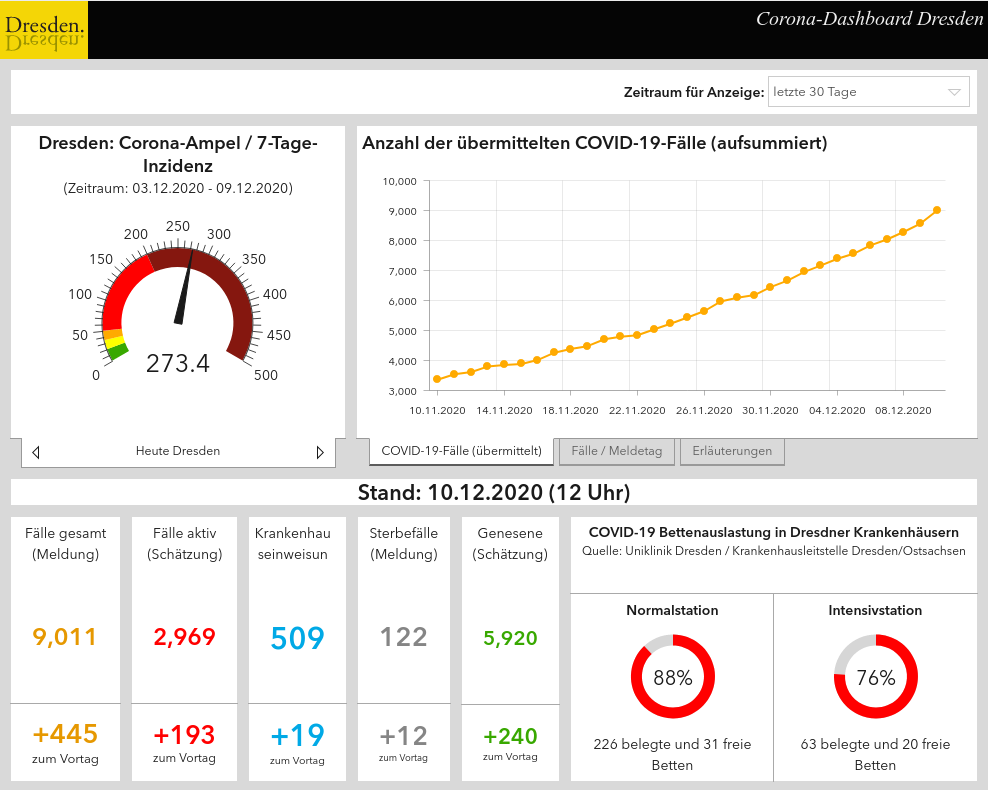 Dresden.
Corona-Dashboard Dresden
Zeitraum für Anzeige: letzte 30 Tage
Dresden: Corona-Ampel / 7-Tage-
Inzidenz
(Zeitraum: 03.12.2020 - 09.12.2020)
0
50
100
150
200
250
300
350
400
450
500
273.4
Heute Dresden
Anzahl der übermittelten COVID-19-Fälle (aufsummiert)
10,000
9,000
8,000
7,000
6,000
5,000
4,000
3,000
10.11.2020 14.11.2020 18.11.2020 22.11.2020 26.11.2020 30.11.2020 04.12.2020 08.12.2020
COVID-19-Fälle (übermittelt) Fälle / Meldetag Erläuterungen
Stand: 10.12.2020 (12 Uhr)
Fälle gesamt
(Meldung)
9,011
+445
zum Vortag
Fälle aktiv
(Schätzung)
2,969
+193
zum Vortag
Krankenhau
seinweisun
509
+19
zum Vortag
Sterbefälle
(Meldung)
122
+12
zum Vortag
Genesene
(Schätzung)
5,920
+240
zum Vortag
COVID-19 Bettenauslastung in Dresdner Krankenhäusern
Quelle: Uniklinik Dresden / Krankenhausleitstelle Dresden/Ostsachsen
Normalstation
88%
226 belegte und 31 freie
Betten
Intensivstation
76%
63 belegte und 20 freie
Betten